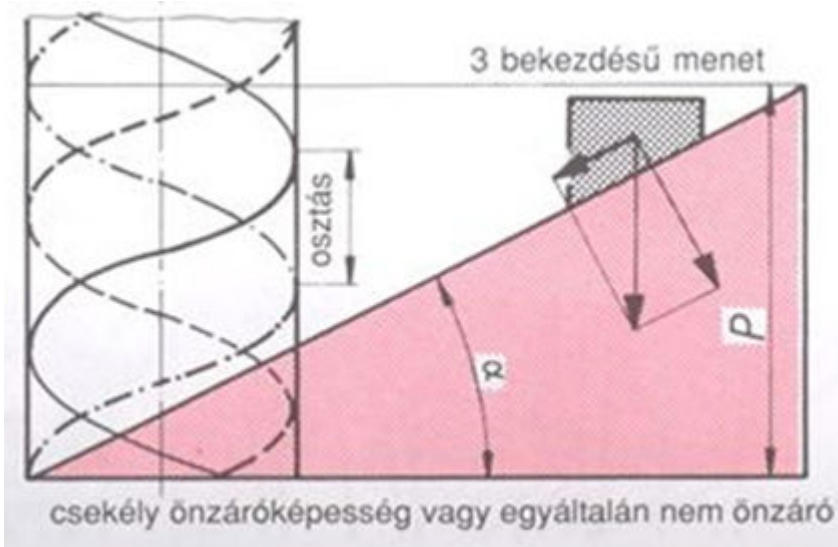 3 bekezdésű menet
osztás
α
P
csekély önzáróképesség vagy egyáltalán nem önzáró